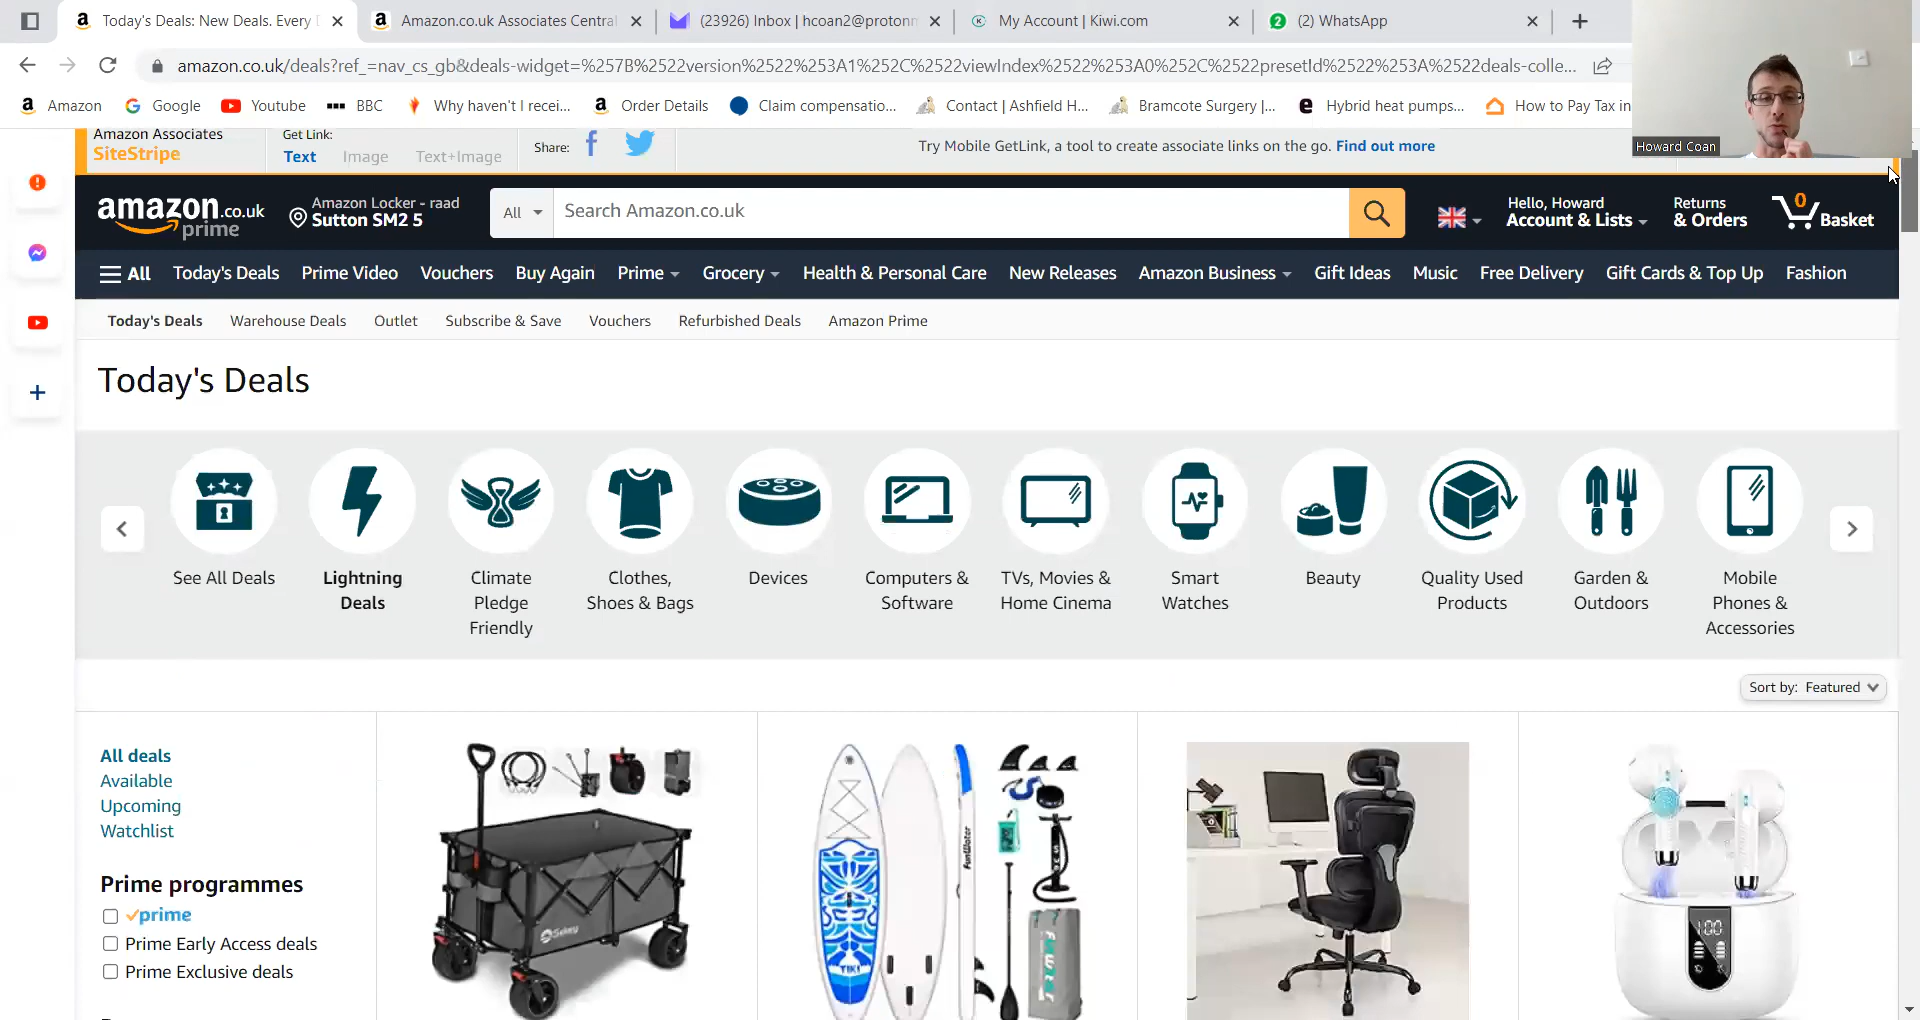 Today's Deals: New Deals. Every
Amazon.co.uk Associates Central
(23926) Inbox | hcoan2@protonm
My Account | Kiwi.com
2
(2) WhatsApp
amazon.co.uk/deals?ref_=nav_cs_gb&deals-widget=%257B%2522version%2522%253A1%252C%2522viewIndex%2522%253A0%252C%2522presetId%2522%253A%2522deals-colle...
Amazon
Google
Youtube
BBC
Why haven't I recei...
Order Details
Claim compensatio...
Contact | Ashfield H...
Bramcote Surgery |...
Hybrid heat pumps...
How to Pay Tax in
Howard Coan
Amazon Associates
SiteStripe
Get Link:
Text
Image
Text+Image
Share:
Try Mobile GetLink, a tool to create associate links on the go. Find out more
amazon.co.uk
prime
Amazon Locker - raad
Sutton SM2 5
All
Search Amazon.co.uk
Hello, Howard
Account & Lists
Returns
& Orders
0
Basket
All
Today's Deals
Prime Video
Vouchers
Buy Again
Prime
Grocery
Health & Personal Care
New Releases
Amazon Business
Gift Ideas
Music
Free Delivery
Gift Cards & Top Up
Fashion
Today's Deals
Warehouse Deals
Outlet
Subscribe & Save
Vouchers
Refurbished Deals
Amazon Prime
Today's Deals
See All Deals
Lightning
Deals
Climate
Pledge
Friendly
Clothes,
Shoes & Bags
Devices
Computers &
Software
TVs, Movies &
Home Cinema
Smart
Watches
Beauty
Quality Used
Products
Garden &
Outdoors
Mobile
Phones &
Accessories
Sort by: Featured
All deals
Available
Upcoming
Watchlist
Prime programmes
prime
Prime Early Access deals
Prime Exclusive deals
Sekey
TIKI
FunWater
100